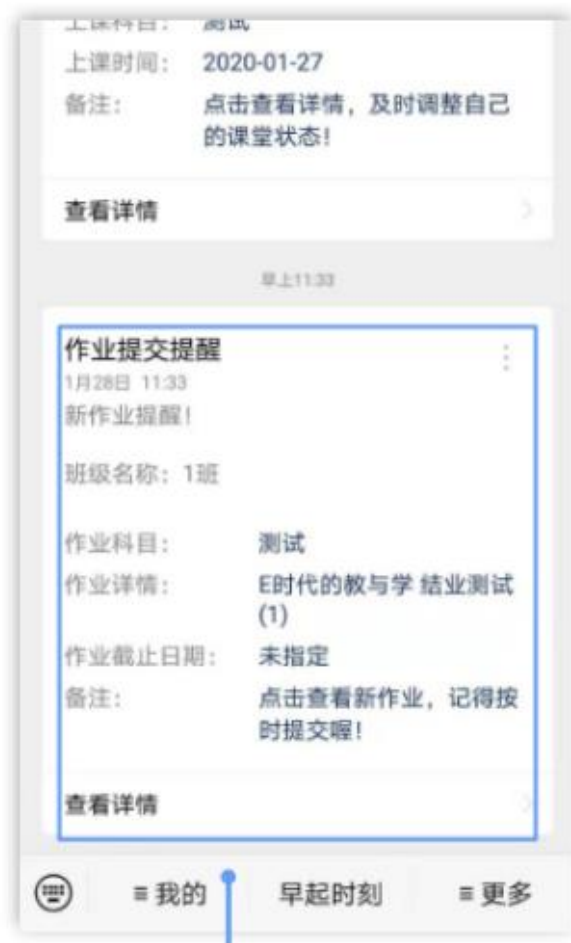 上课科目： 测试
上课时间： 2020-01-27
备注： 点击查看详情，及时调整自己
的课堂状态！
查看详情
早上11:33
作业提交提醒
1月28日 11:33
新作业提醒！
班级名称：1班
作业科目： 测试
作业详情： E时代的教与学 结业测试
(1)
作业截止日期： 未指定
备注： 点击查看新作业，记得按
时提交喔！
查看详情
≡ 我的 早起时刻 ≡ 更多